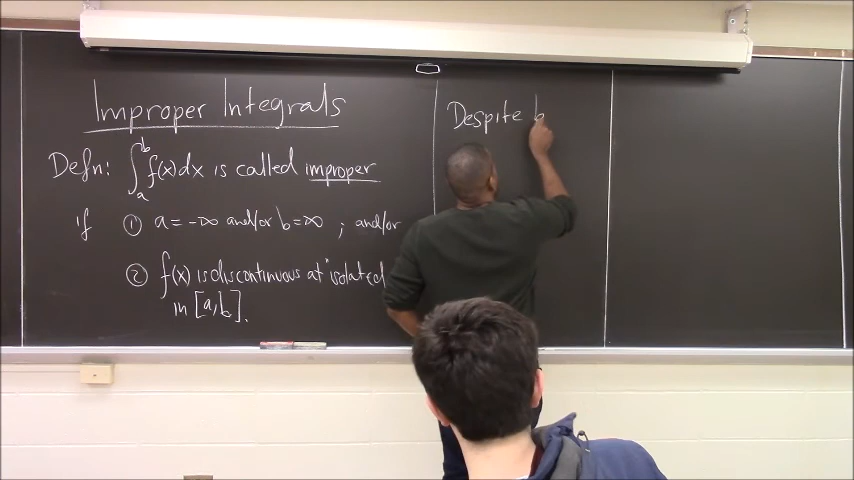 Improper Integrals
Defn: ∫_a^b f(x)dx is called improper
if ① a = -∞ and/or b = ∞ ; and/or
② f(x) is discontinuous at "isolated
in [a,b].
Despite b